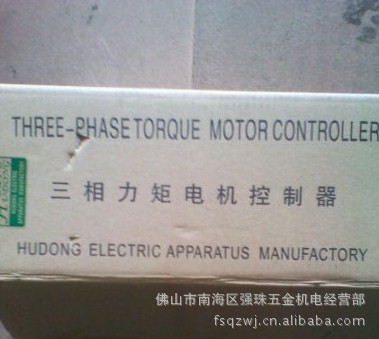 THREE-PHASE TORQUE MOTOR CONTROLLER
三相力矩电机控制器
HUDONG ELECTRIC APPARATUS MANUFACTORY
佛山市南海区强珠五金机电经营部
fsqzwj.cn.1688.com